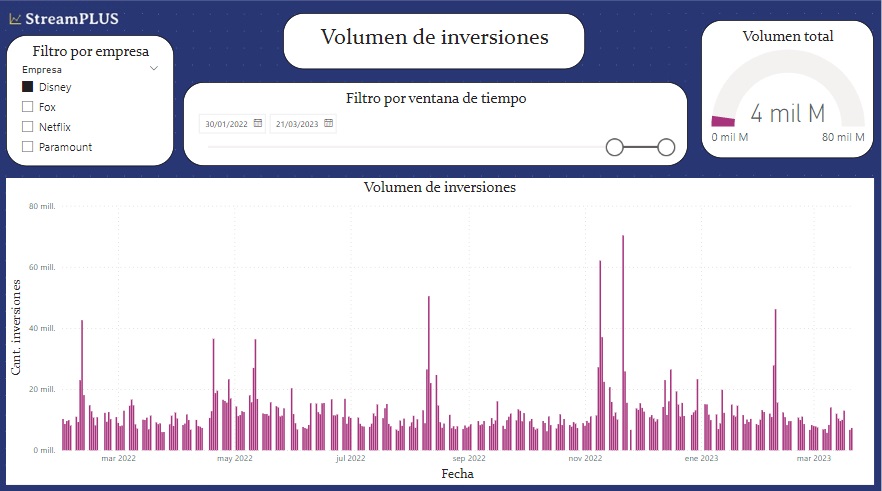 StreamPLUS
Filtro por empresa
Empresa
Disney
Fox
Netflix
Paramount
Volumen de inversiones
Filtro por ventana de tiempo
30/01/2022
21/03/2023
Volumen total
4 mil M
0 mil M
80 mil M
Volumen de inversiones
Cant. inversiones
80 mill.
60 mill.
40 mill.
20 mill.
0 mill.
mar 2022
may 2022
jul 2022
sep 2022
nov 2022
ene 2023
mar 2023
Fecha